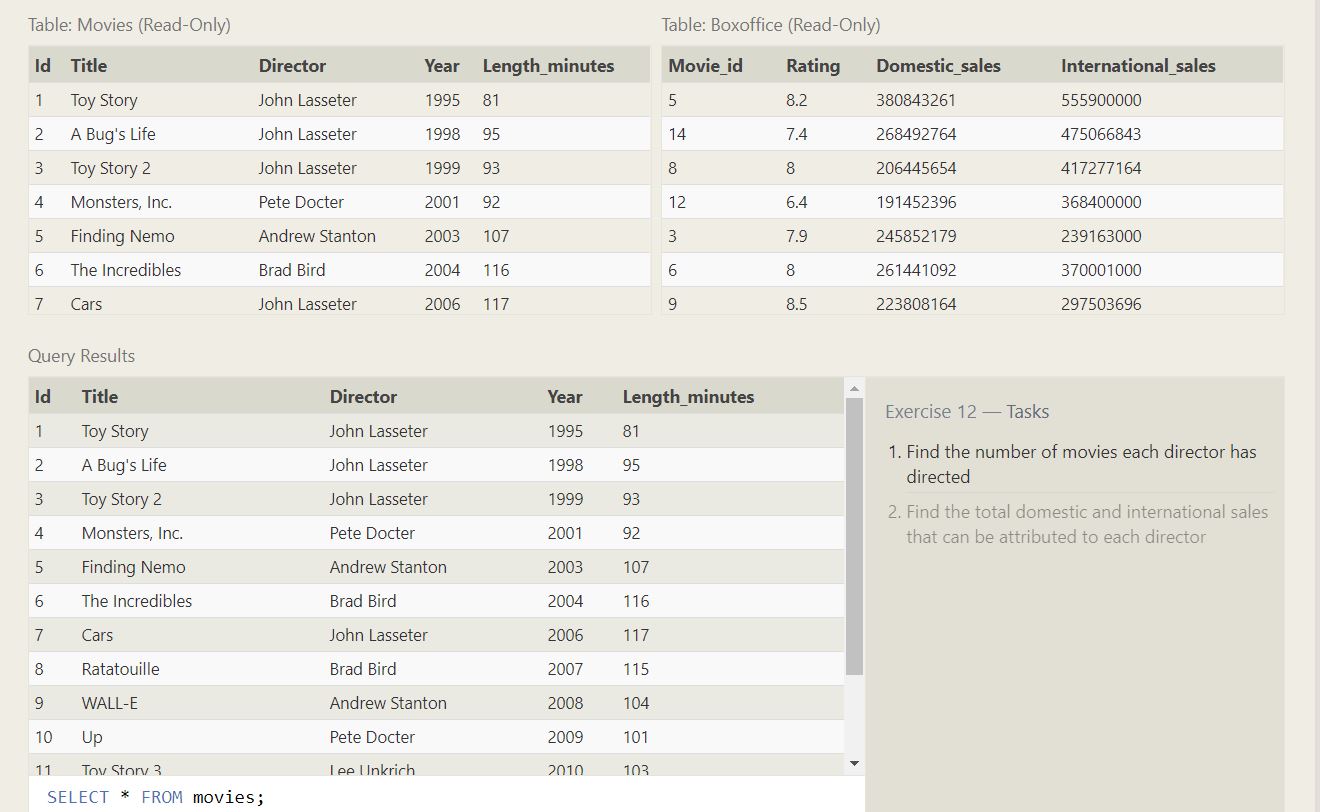 Table: Movies (Read-Only)
Id Title Director Year Length_minutes
1 Toy Story John Lasseter 1995 81
2 A Bug's Life John Lasseter 1998 95
3 Toy Story 2 John Lasseter 1999 93
4 Monsters, Inc. Pete Docter 2001 92
5 Finding Nemo Andrew Stanton 2003 107
6 The Incredibles Brad Bird 2004 116
7 Cars John Lasseter 2006 117
Table: Boxoffice (Read-Only)
Movie_id Rating Domestic_sales International_sales
5 8.2 380843261 555900000
14 7.4 268492764 475066843
8 8 206445654 417277164
12 6.4 191452396 368400000
3 7.9 245852179 239163000
6 8 261441092 370001000
9 8.5 223808164 297503696
Query Results
Id Title Director Year Length_minutes
1 Toy Story John Lasseter 1995 81
2 A Bug's Life John Lasseter 1998 95
3 Toy Story 2 John Lasseter 1999 93
4 Monsters, Inc. Pete Docter 2001 92
5 Finding Nemo Andrew Stanton 2003 107
6 The Incredibles Brad Bird 2004 116
7 Cars John Lasseter 2006 117
8 Ratatouille Brad Bird 2007 115
9 WALL-E Andrew Stanton 2008 104
10 Up Pete Docter 2009 101
11 Toy Story 3 Lee Unkrich 2010 103
SELECT * FROM movies;
Exercise 12 — Tasks
1. Find the number of movies each director has
directed
2. Find the total domestic and international sales
that can be attributed to each director